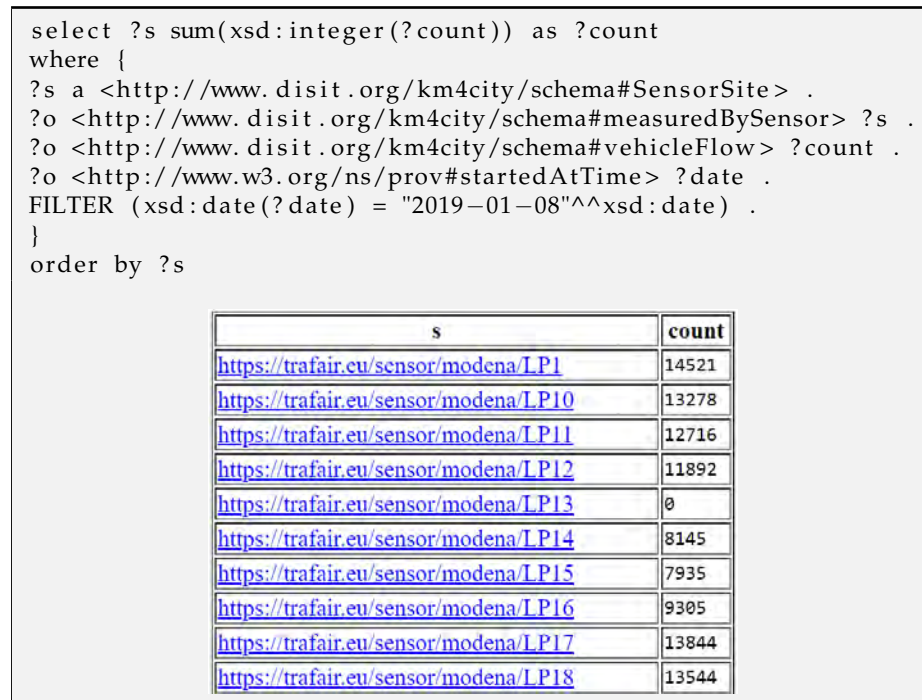 select ?s sum(xsd:integer(?count)) as ?count
where {
?s a <http://www.disit.org/km4city/schema#SensorSite> .
?o <http://www.disit.org/km4city/schema#measuredBySensor> ?s .
?o <http://www.disit.org/km4city/schema#vehicleFlow> ?count .
?o <http://www.w3.org/ns/prov#startedAtTime> ?date .
FILTER (xsd:date(?date) = "2019−01−08"^^xsd:date) .
}
order by ?s
s count
https://trafair.eu/sensor/modena/LP1 14521
https://trafair.eu/sensor/modena/LP10 13278
https://trafair.eu/sensor/modena/LP11 12716
https://trafair.eu/sensor/modena/LP12 11892
https://trafair.eu/sensor/modena/LP13 0
https://trafair.eu/sensor/modena/LP14 8145
https://trafair.eu/sensor/modena/LP15 7935
https://trafair.eu/sensor/modena/LP16 9305
https://trafair.eu/sensor/modena/LP17 13844
https://trafair.eu/sensor/modena/LP18 13544